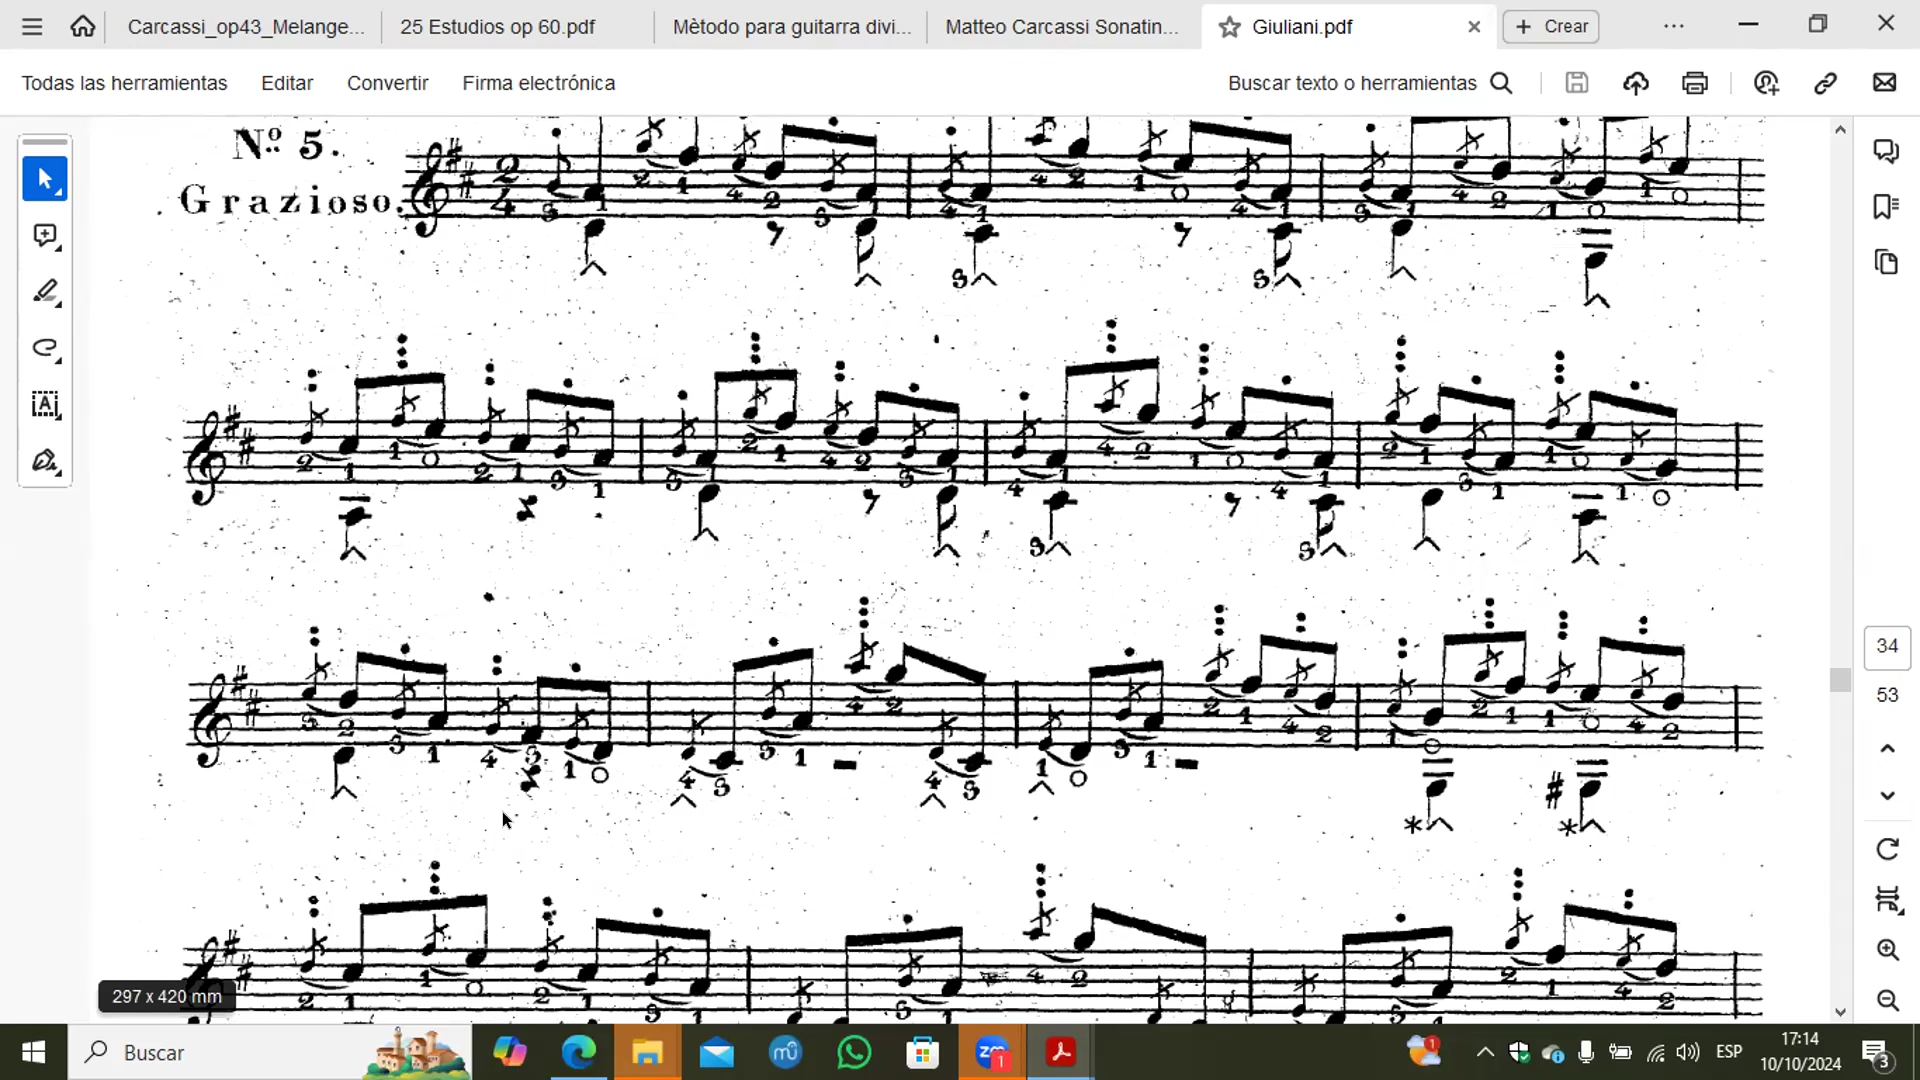 Carcassi_op43_Melange...
25 Estudios op 60.pdf
Mètodo para guitarra divi...
Matteo Carcassi Sonatin...
Giuliani.pdf
Crear
Todas las herramientas
Editar
Convertir
Firma electrónica
Buscar texto o herramientas
Nº. 5.
Grazioso.
34
53
297 x 420 mm
Buscar
ESP
17:14
10/10/2024